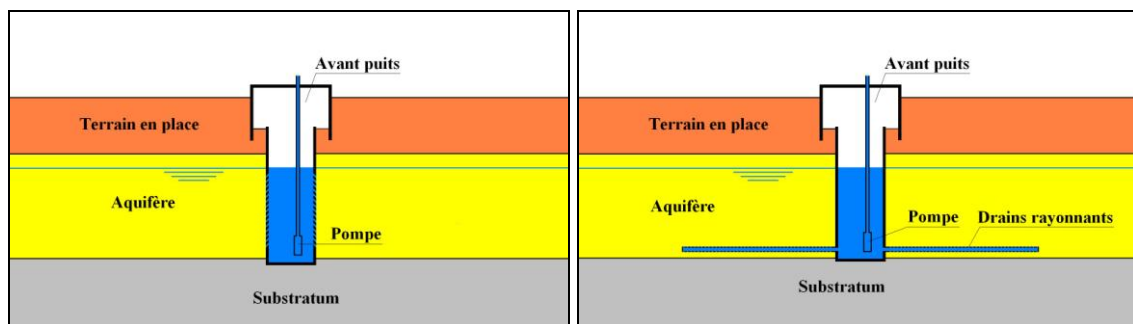 Avant puits
Terrain en place
Aquifère
Pompe
Substratum
Avant puits
Terrain en place
Aquifère
Pompe
Drains rayonnants
Substratum